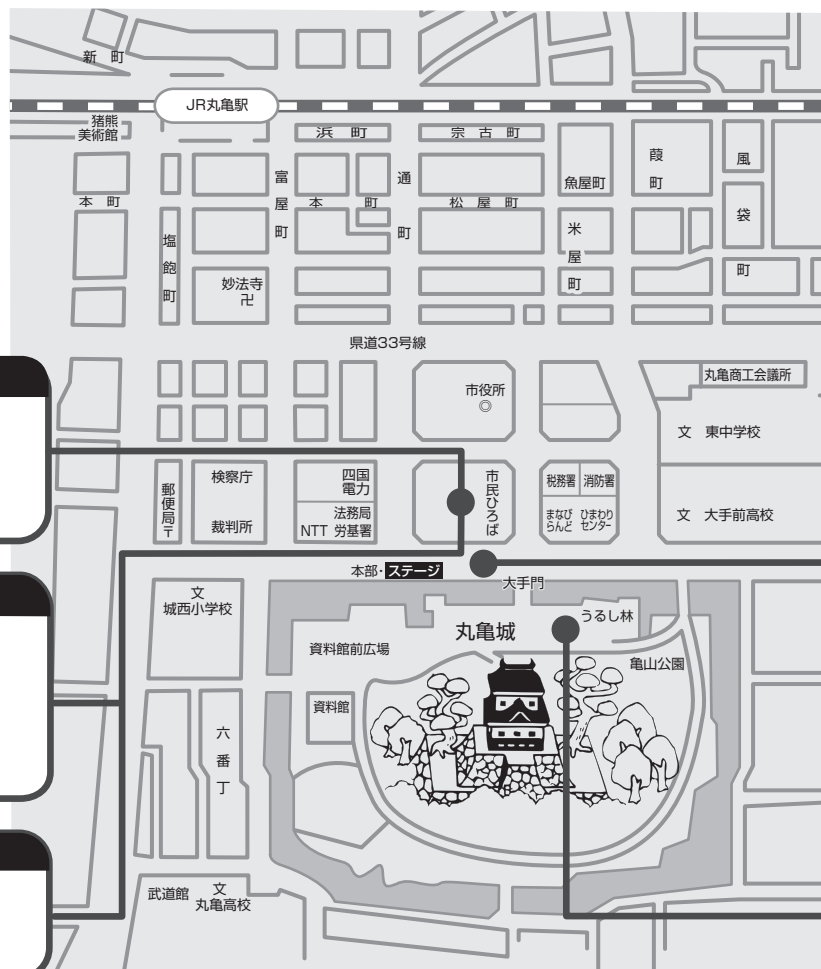 新町
JR丸亀駅
猪熊
美術館
浜町
宗古町
富屋町
通町
魚屋町
葭町
風袋町
本町
本町
松屋町
塩飽町
米屋町
妙法寺
卍
県道33号線
市役所
◎
丸亀商工会議所
文 東中学校
郵便局〒
検察庁
裁判所
四国
電力
法務局
NTT 労基署
市民ひろば
税務署
消防署
まなび
らんど
ひまわり
センター
文 大手前高校
本部・ステージ
大手門
文
城西小学校
丸亀城
うるし林
資料館前広場
亀山公園
資料館
六番丁
武道館
文
丸亀高校